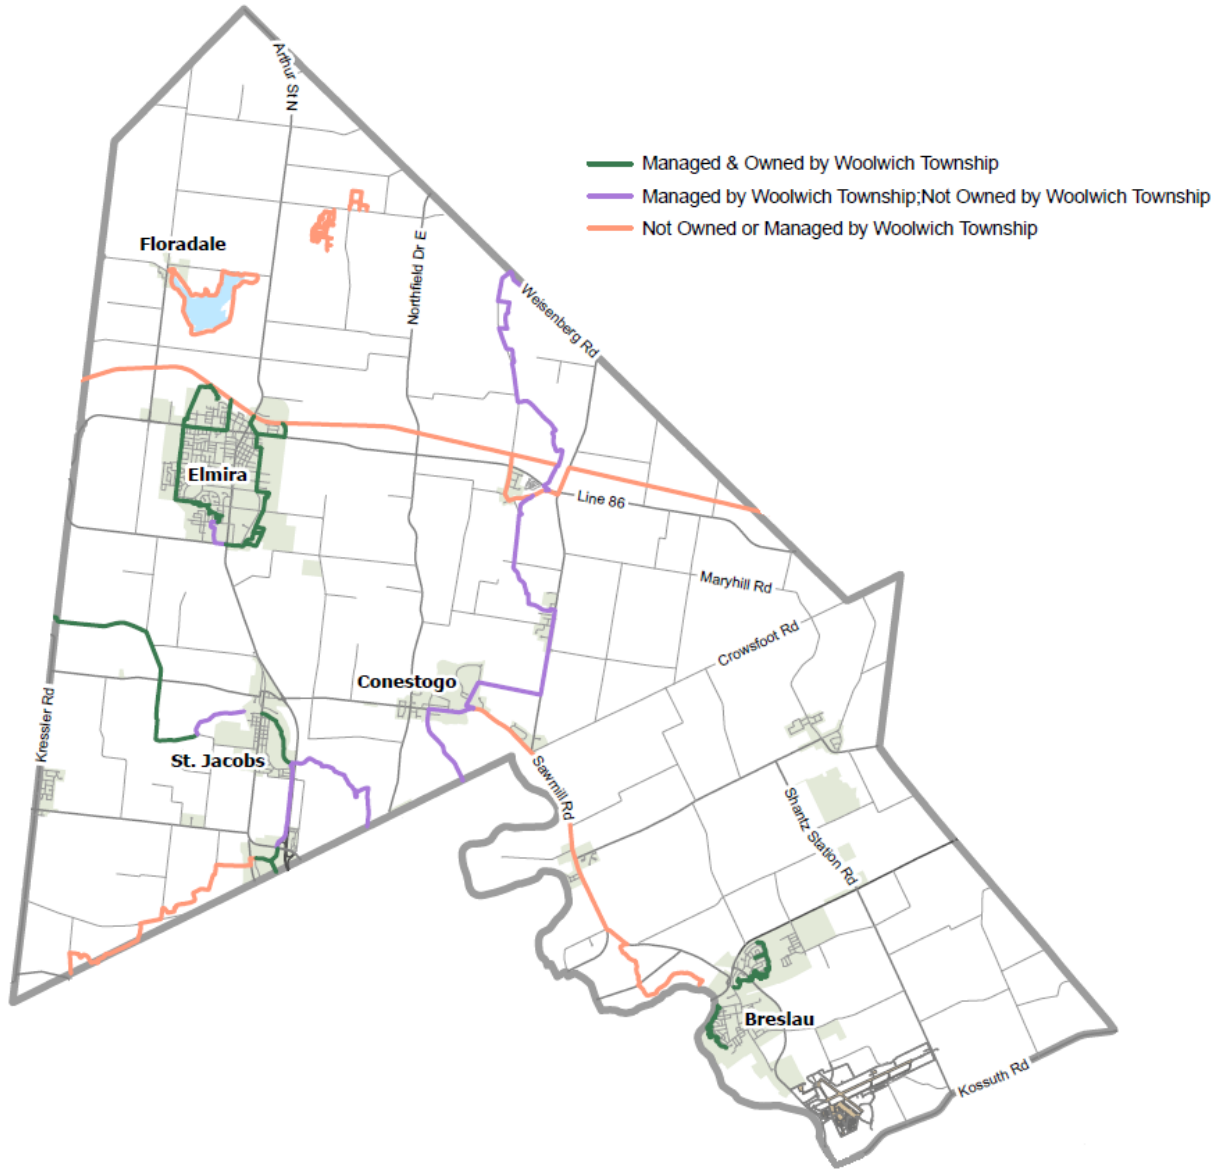 Arthur St N
Managed & Owned by Woolwich Township
Managed by Woolwich Township;Not Owned by Woolwich Township
Not Owned or Managed by Woolwich Township
Floradale
Northfield Dr E
Weisenberg Rd
Elmira
Line 86
Maryhill Rd
Crowsfoot Rd
Conestogo
Kressler Rd
St. Jacobs
Sawmill Rd
Shantz Station Rd
Breslau
Kossuth Rd